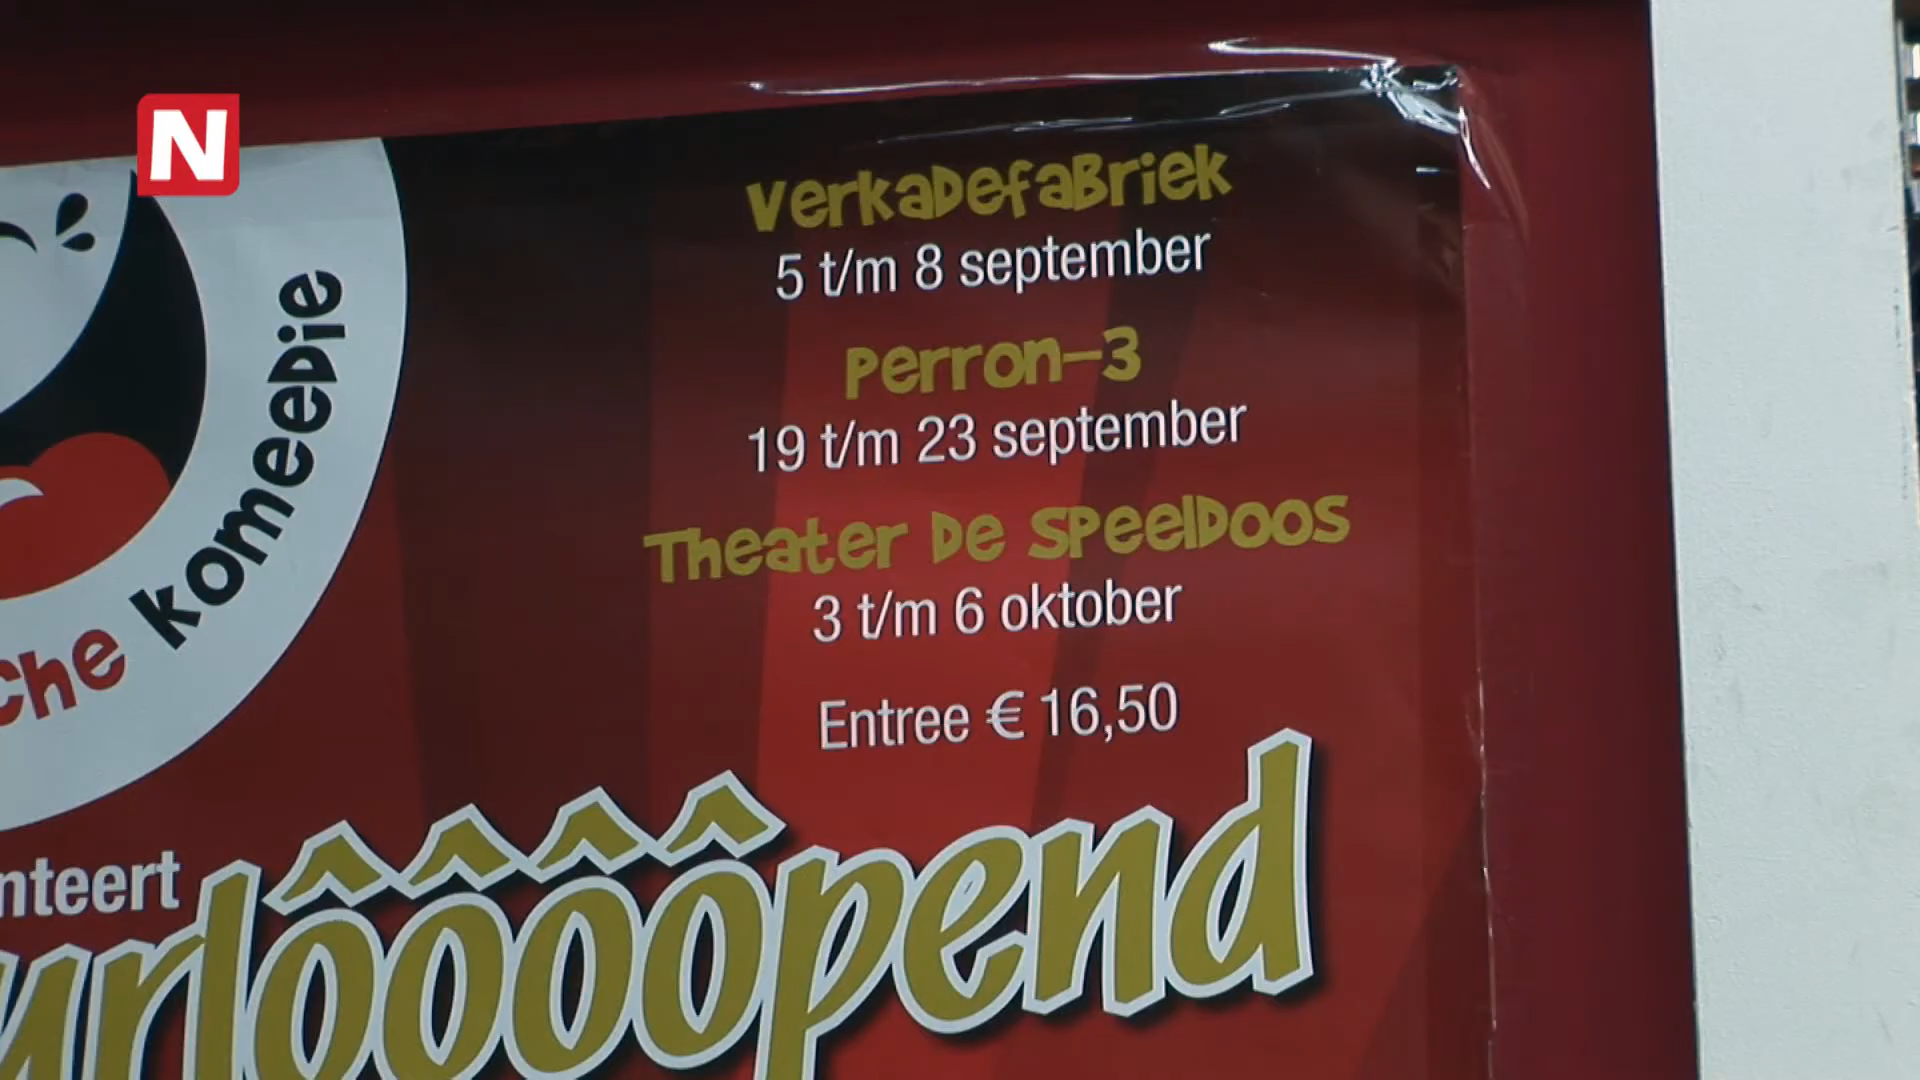 N
Verkadefabriek
5 t/m 8 september
Perron-3
19 t/m 23 september
Theater de Speeldoos
3 t/m 6 oktober
Entree € 16,50
che komeedie
nteert
urlôôôôpend